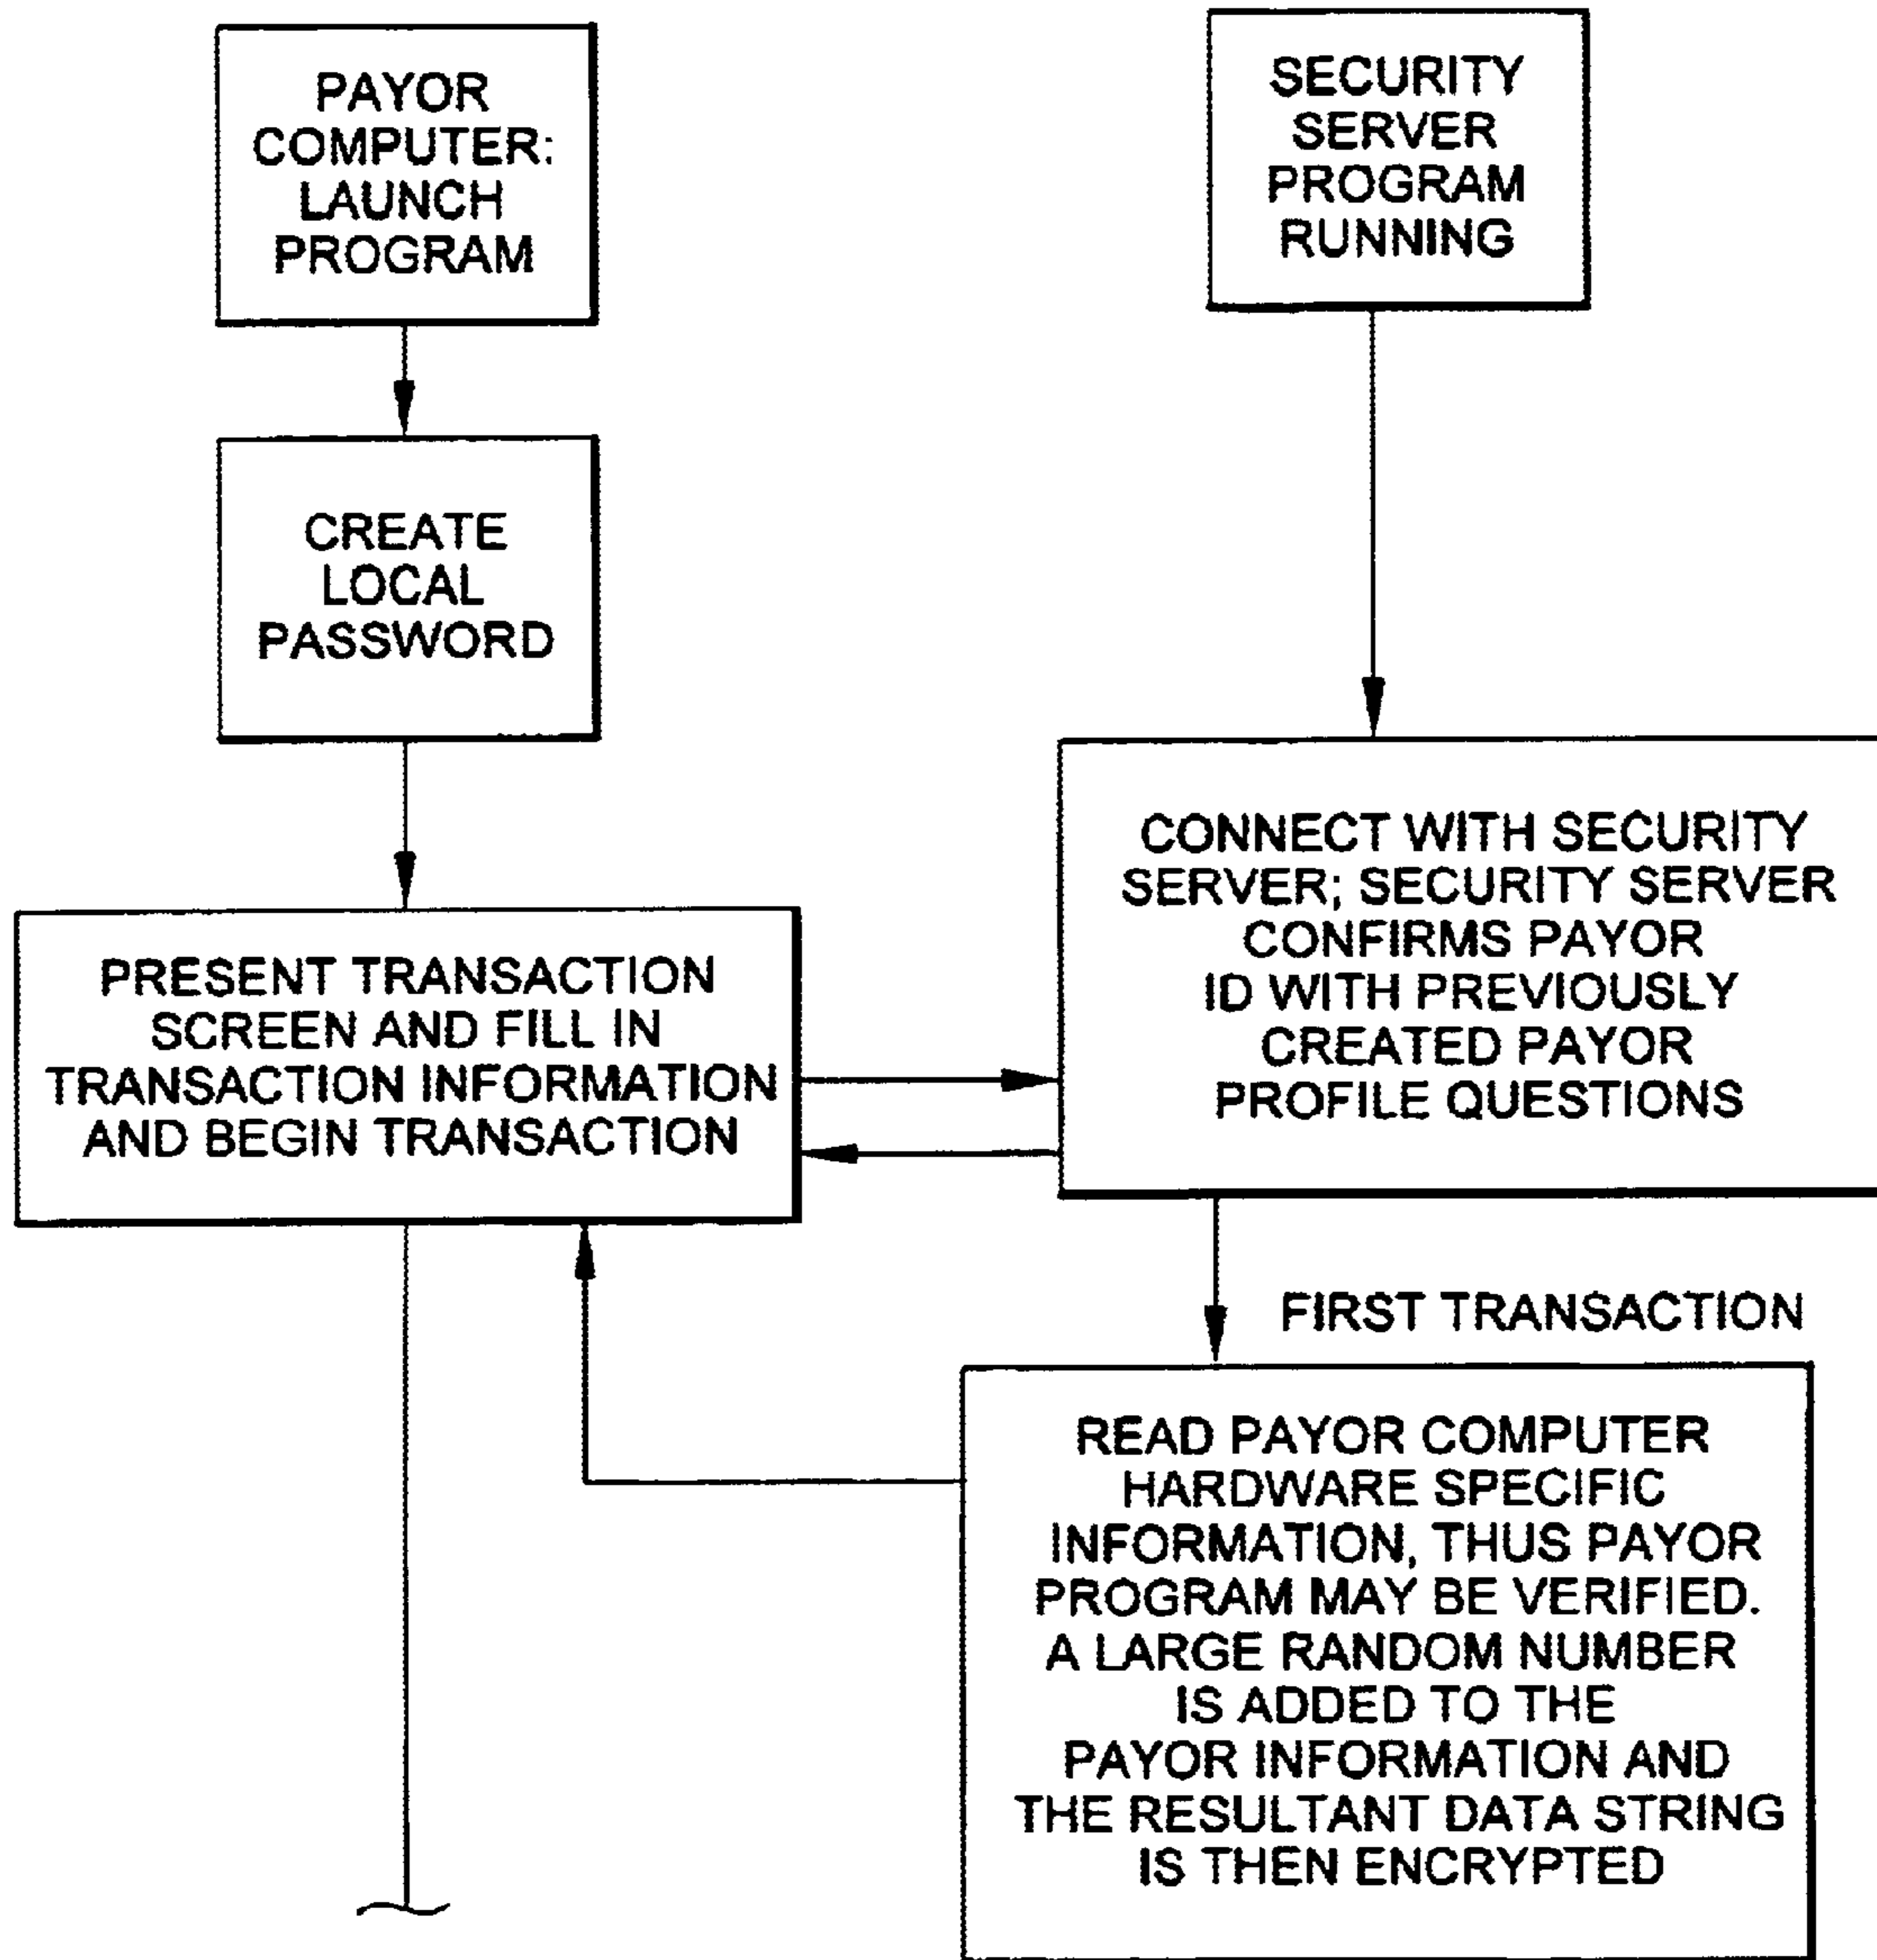 PAYOR
COMPUTER:
LAUNCH
PROGRAM
SECURITY
SERVER
PROGRAM
RUNNING
CREATE
LOCAL
PASSWORD
CONNECT WITH SECURITY
SERVER; SECURITY SERVER
CONFIRMS PAYOR
ID WITH PREVIOUSLY
CREATED PAYOR
PROFILE QUESTIONS
PRESENT TRANSACTION
SCREEN AND FILL IN
TRANSACTION INFORMATION
AND BEGIN TRANSACTION
FIRST TRANSACTION
READ PAYOR COMPUTER
HARDWARE SPECIFIC
INFORMATION, THUS PAYOR
PROGRAM MAY BE VERIFIED.
A LARGE RANDOM NUMBER
IS ADDED TO THE
PAYOR INFORMATION AND
THE RESULTANT DATA STRING
IS THEN ENCRYPTED